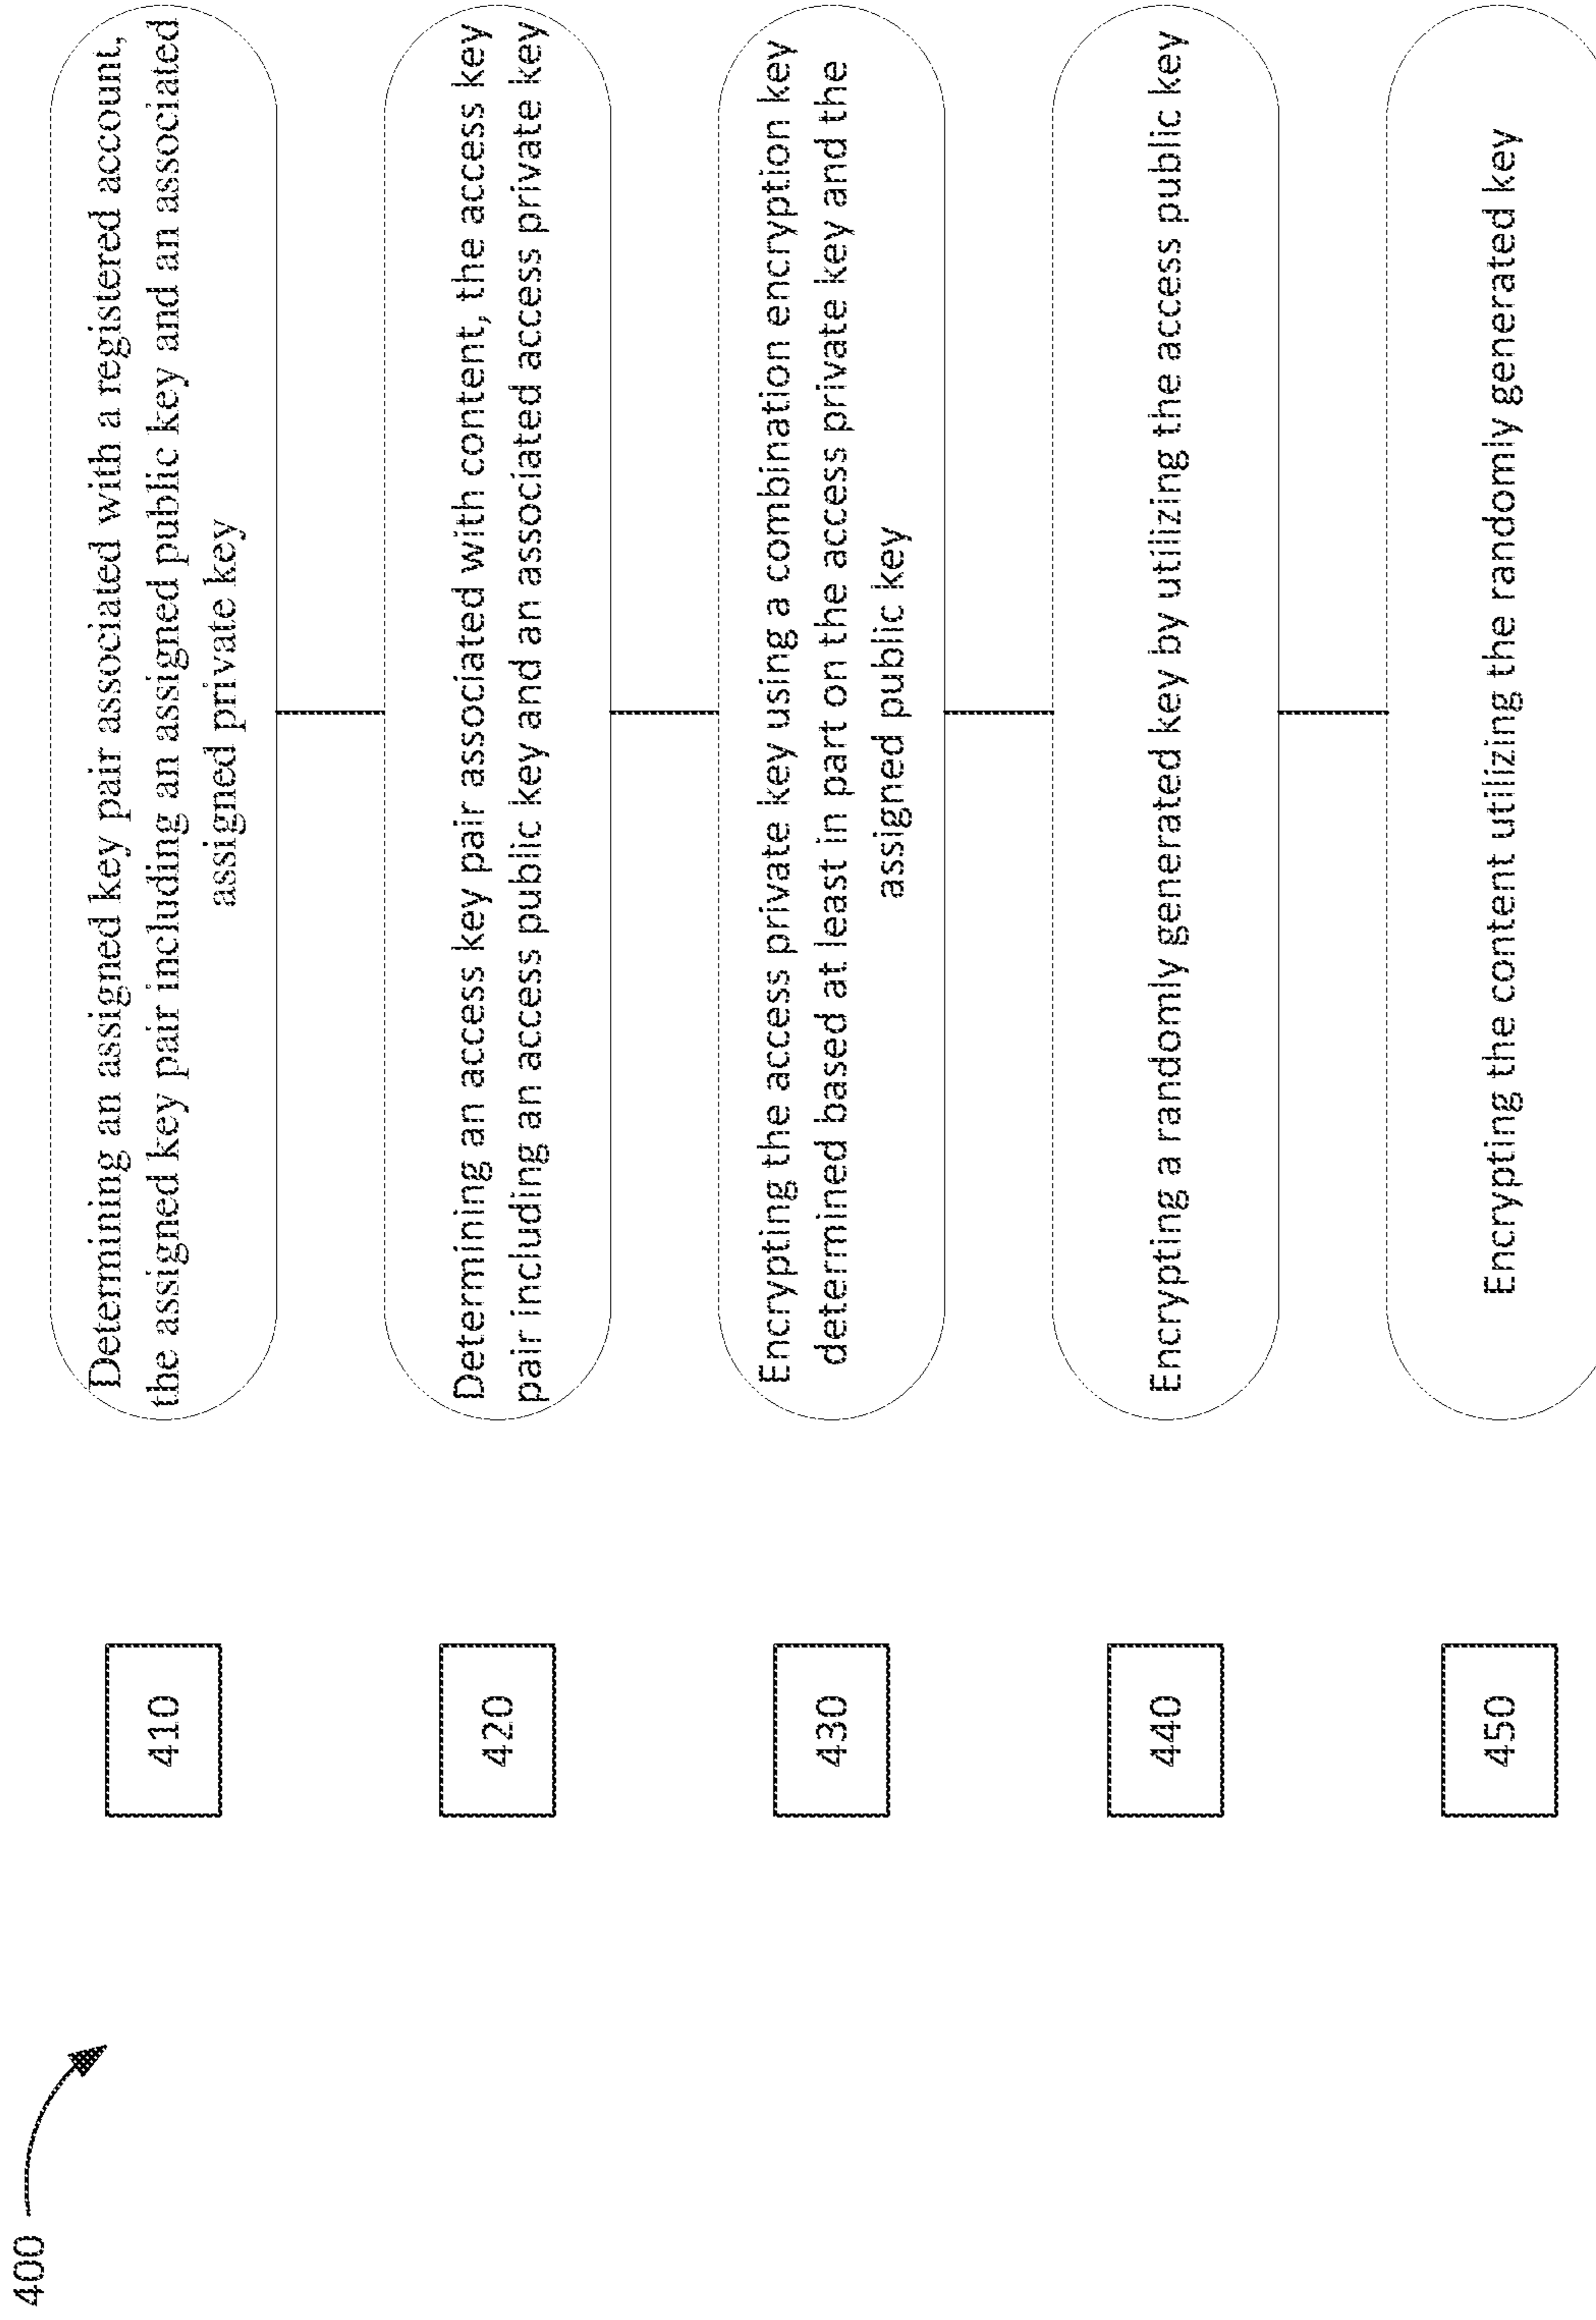 400
410
Determining an assigned key pair associated with a registered account,
the assigned key pair including an assigned public key and an associated
assigned private key
420
Determining an access key pair associated with content, the access key
pair including an access public key and an associated access private key
430
Encrypting the access private key using a combination encryption key
determined based at least in part on the access private key and the
assigned public key
440
Encrypting a randomly generated key by utilizing the access public key
450
Encrypting the content utilizing the randomly generated key